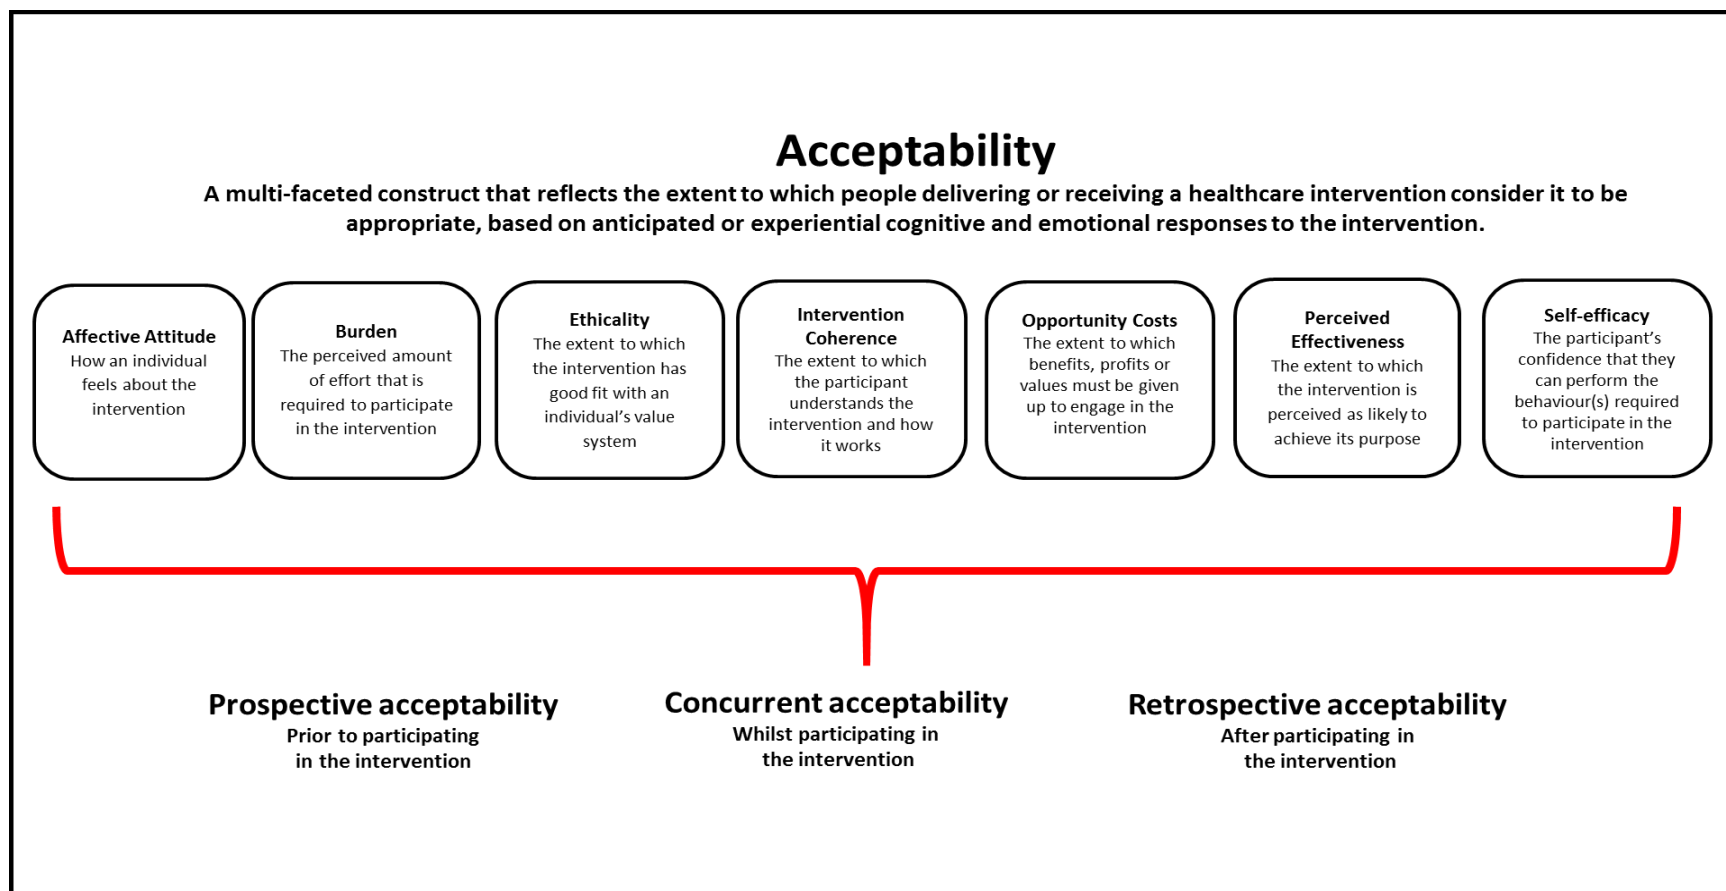 Acceptability
A multi-faceted construct that reflects the extent to which people delivering or receiving a healthcare intervention consider it to be
appropriate, based on anticipated or experiential cognitive and emotional responses to the intervention.
Affective Attitude
How an individual
feels about the
intervention
Burden
The perceived amount
of effort that is
required to participate
in the intervention
Ethicality
The extent to which
the intervention has
good fit with an
individual's value
system
Intervention
Coherence
The extent to which
the participant
understands the
intervention and how
it works
Opportunity Costs
The extent to which
benefits, profits or
values must be given
up to engage in the
intervention
Perceived
Effectiveness
The extent to which
the intervention is
perceived as likely to
achieve its purpose
Self-efficacy
The participant's
confidence that they
can perform the
behaviour(s) required
to participate in the
intervention
Prospective acceptability
Prior to participating
in the intervention
Concurrent acceptability
Whilst participating in
the intervention
Retrospective acceptability
After participating in
the intervention